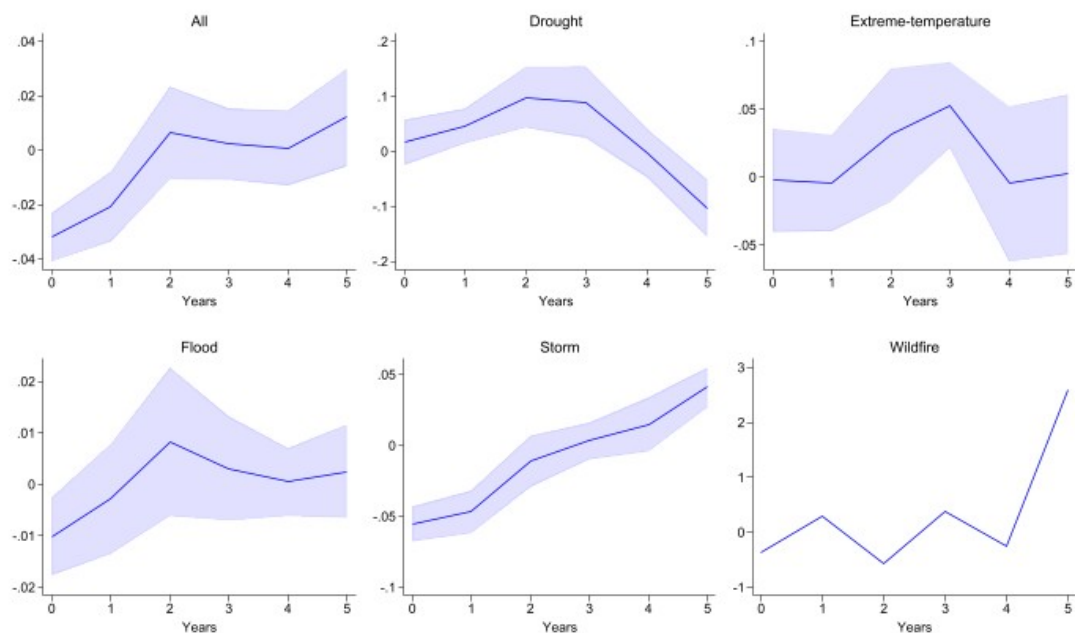 All
.04
.02
0
-.02
-.04
0 1 2 3 4 5
Years
Drought
.2
.1
0
-.1
-.2
0 1 2 3 4 5
Years
Extreme-temperature
.1
.05
0
-.05
0 1 2 3 4 5
Years
Flood
.02
.01
0
-.01
-.02
0 1 2 3 4 5
Years
Storm
.05
0
-.05
-.1
0 1 2 3 4 5
Years
Wildfire
3
2
1
0
-1
0 1 2 3 4 5
Years